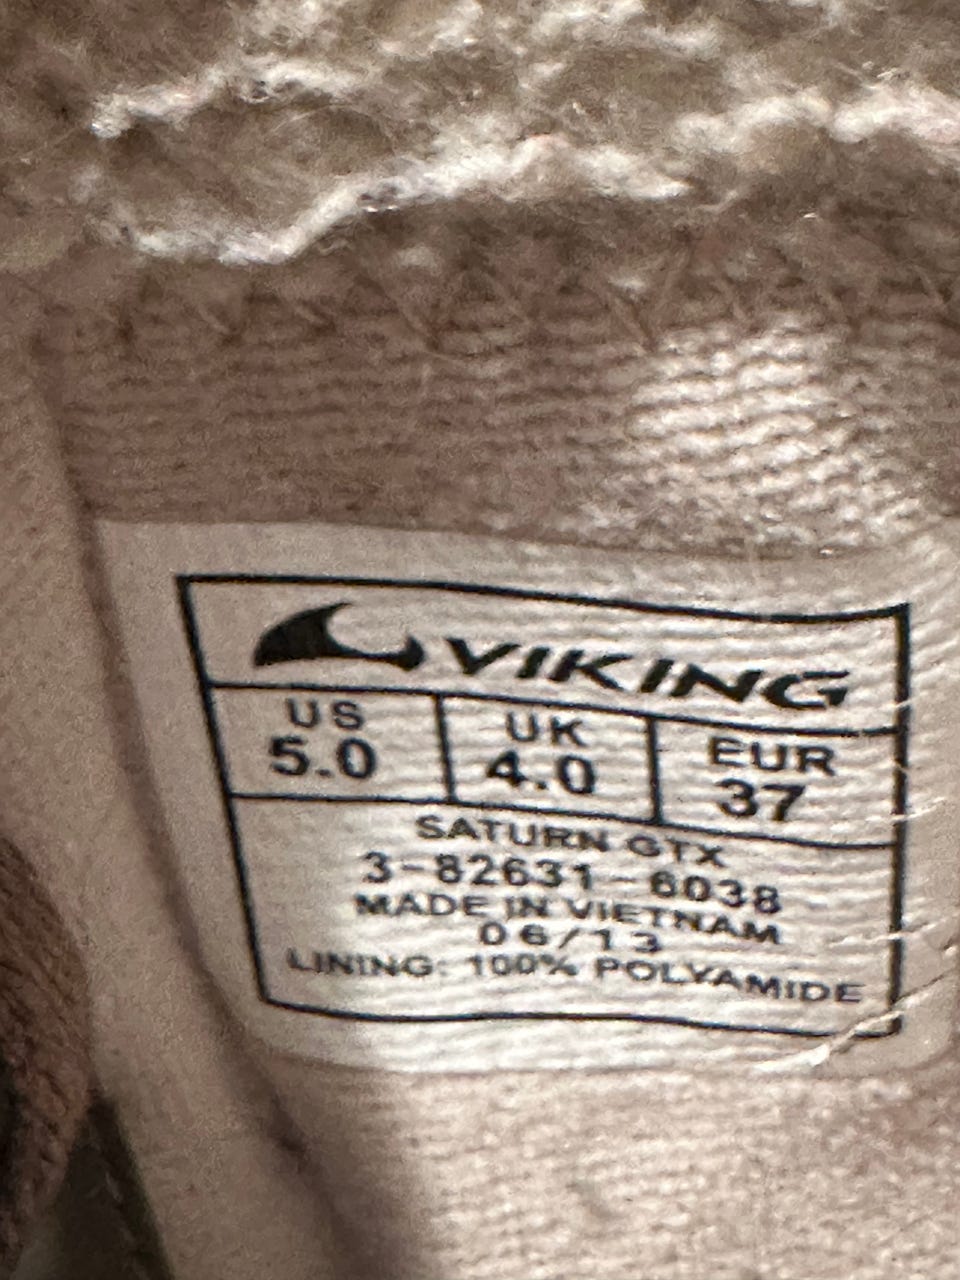 VIKING
US UK EUR
5.0 4.0 37
SATURN GTX
3-82631-6038
MADE IN VIETNAM
06/13
LINING: 100% POLYAMIDE